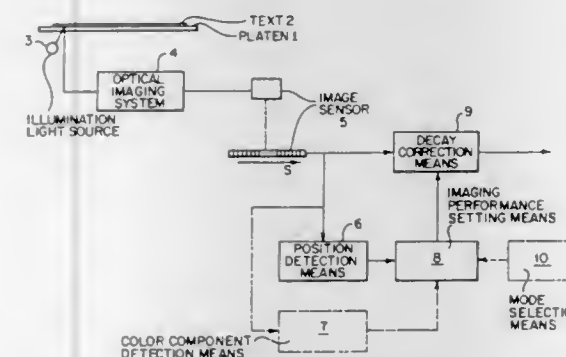 TEXT 2
PLATEN 1
3
4
OPTICAL
IMAGING
SYSTEM
ILLUMINATION
LIGHT SOURCE
IMAGE
SENSOR
5
S
9
DECAY
CORRECTION
MEANS
IMAGING
PERFORMANCE
SETTING MEANS
6
POSITION
DETECTION
MEANS
8
10
MODE
MEANS
7
COLOR COMPONENT
DETECTION MEANS